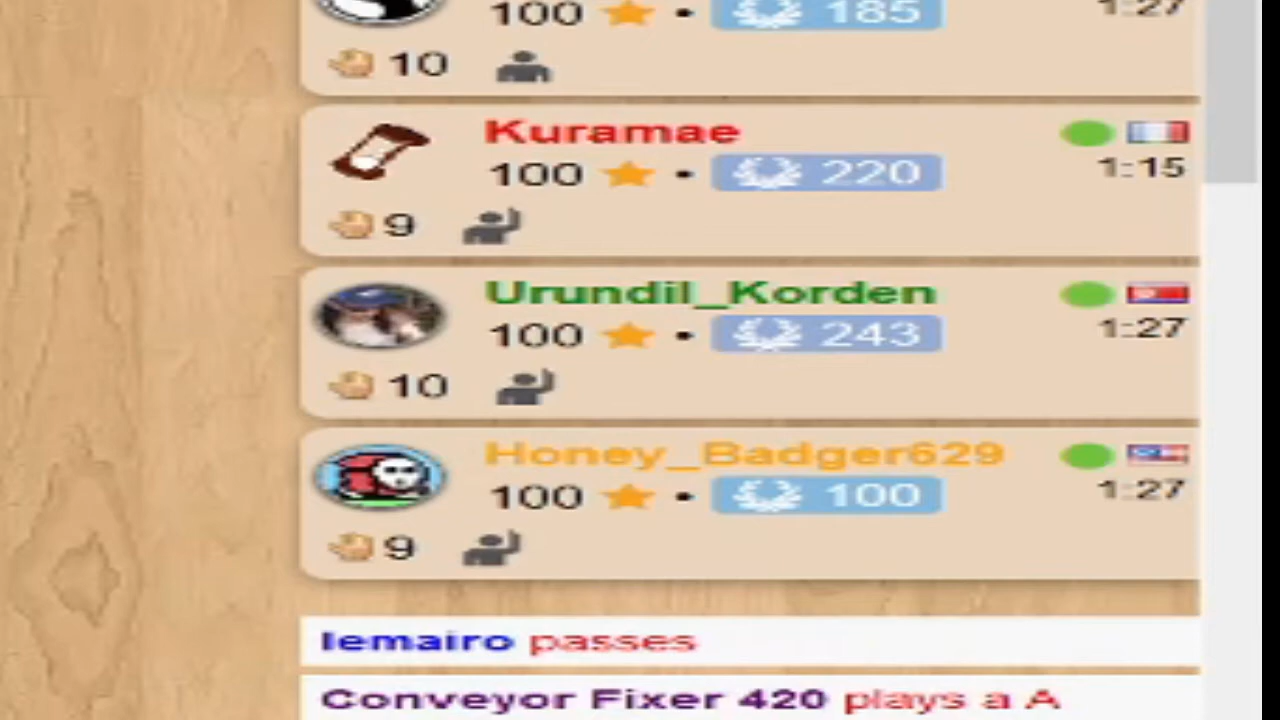 100 • 185
1:27
10
Kuramae
100 • 220
1:15
9
Urundil_Korden
100 • 243
1:27
10
Honey_Badger629
100 • 100
1:27
9
lemairo passes
Conveyor Fixer 420 plays a A